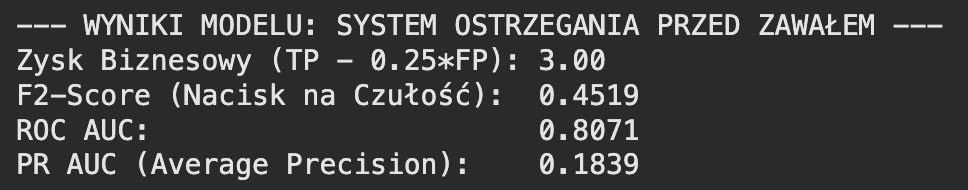 --- WYNIKI MODELU: SYSTEM OSTRZEGANIA PRZED ZAWAŁEM ---
Zysk Biznesowy (TP - 0.25*FP): 3.00
F2-Score (Nacisk na Czułość):  0.4519
ROC AUC:                       0.8071
PR AUC (Average Precision):    0.1839